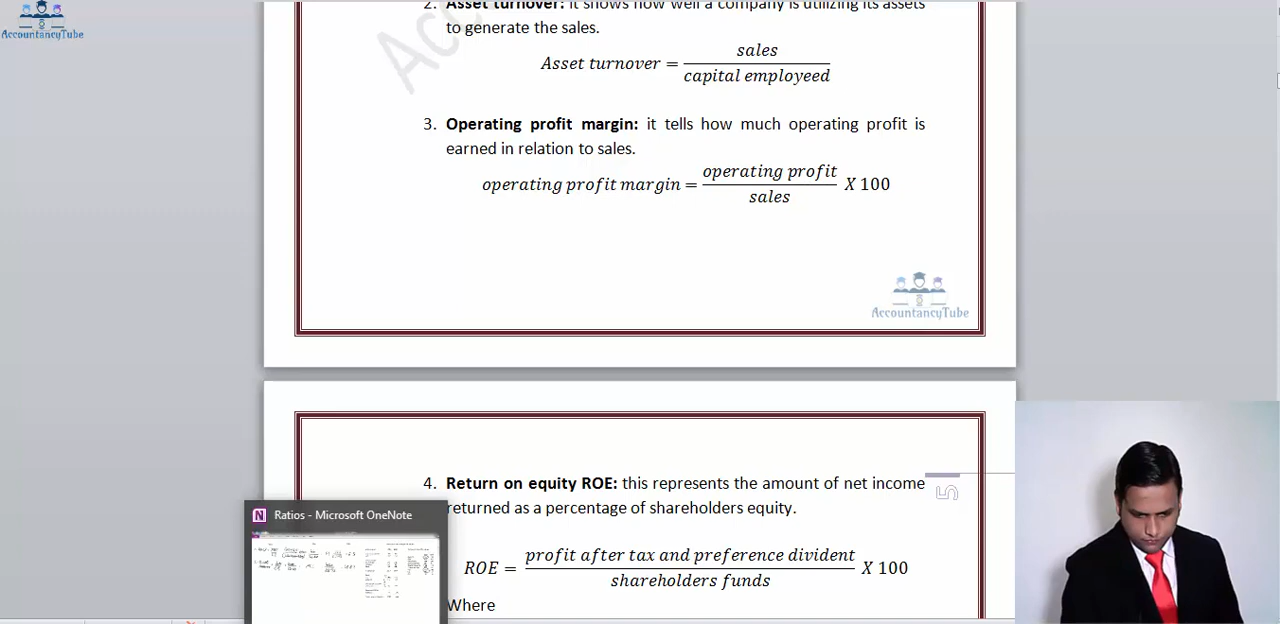 AccountancyTube
2. Asset turnover: it shows how well a company is utilizing its assets
to generate the sales.
Asset turnover = sales / capital employeed
3. Operating profit margin: it tells how much operating profit is
earned in relation to sales.
operating profit margin = operating profit / sales X 100
AccountancyTube
4. Return on equity ROE: this represents the amount of net income
5
returned as a percentage of shareholders equity.
Ratios - Microsoft OneNote
ROE = profit after tax and preference divident / shareholders funds X 100
Where